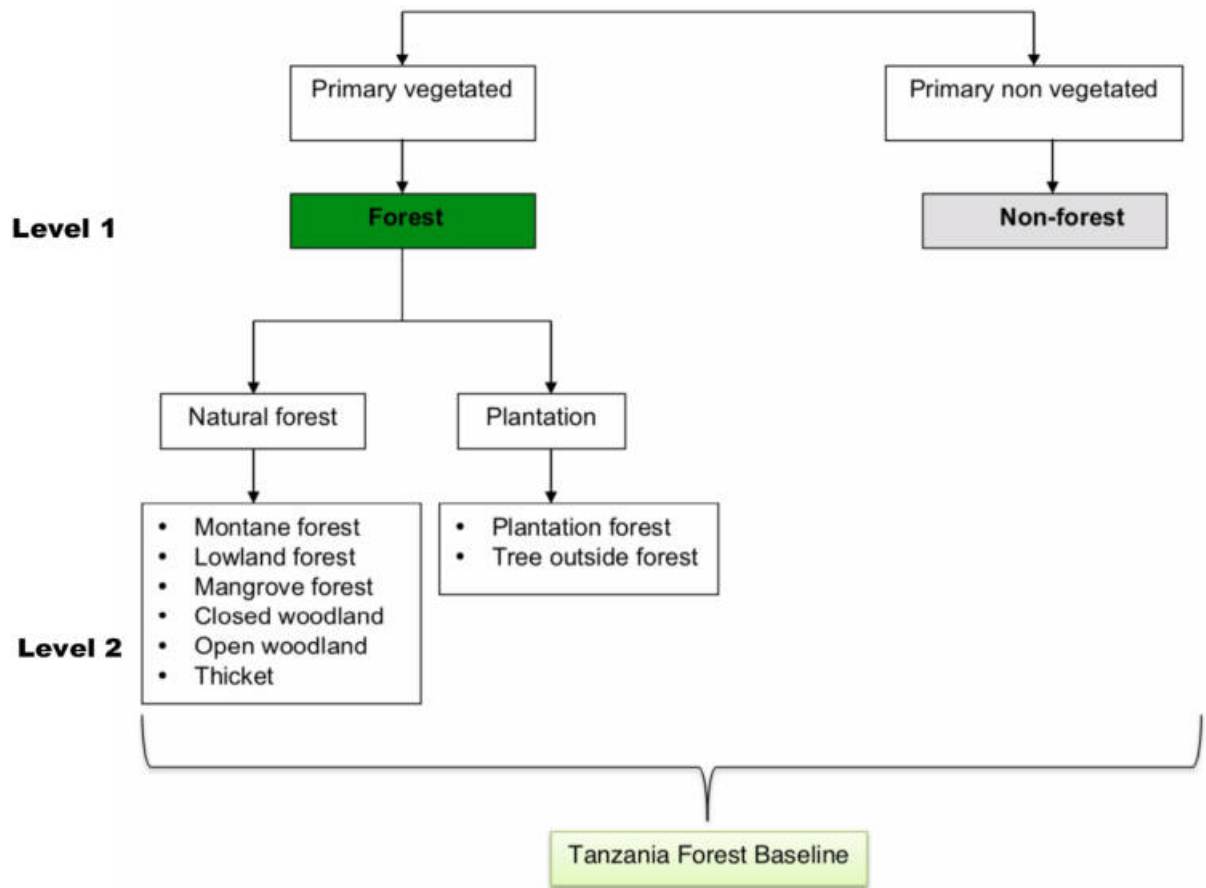 Primary vegetated
Primary non vegetated
Level 1
Forest
Non-forest
Natural forest
Plantation
• Montane forest
• Lowland forest
• Mangrove forest
• Closed woodland
• Open woodland
• Thicket
• Plantation forest
• Tree outside forest
Level 2
Tanzania Forest Baseline